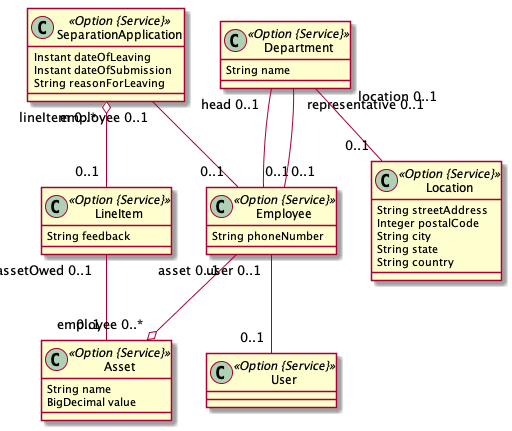 C «Option {Service}»
SeparationApplication
Instant dateOfLeaving
Instant dateOfSubmission
String reasonForLeaving
C «Option {Service}»
Department
String name
lineItem 0..*
employee 0..1
head 0..1
representative 0..1
location 0..1
0..1
0..1
0..1
0..1
0..1
C «Option {Service}»
LineItem
String feedback
C «Option {Service}»
Employee
String phoneNumber
C «Option {Service}»
Location
String streetAddress
Integer postalCode
String city
String state
String country
assetOwed 0..1
asset 0..1
user 0..1
0..1
employee 0..*
0..1
C «Option {Service}»
Asset
String name
BigDecimal value
C «Option {Service}»
User